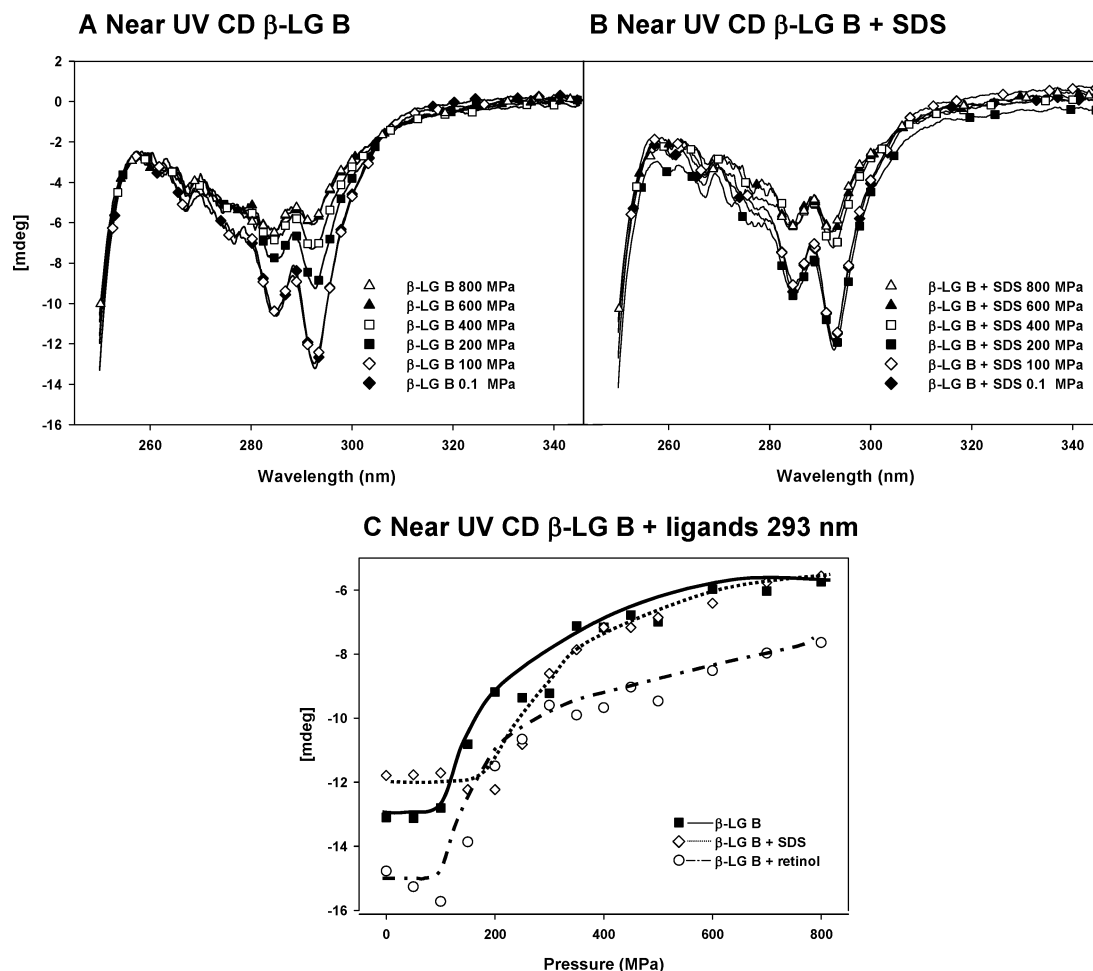 A Near UV CD β-LG B
B Near UV CD β-LG B + SDS
2
0
-2
-4
-6
-8
-10
-12
-14
-16
[mdeg]
β-LG B 800 MPa
β-LG B 600 MPa
β-LG B 400 MPa
β-LG B 200 MPa
β-LG B 100 MPa
β-LG B 0.1 MPa
260
280
300
320
340
Wavelength (nm)
β-LG B + SDS 800 MPa
β-LG B + SDS 600 MPa
β-LG B + SDS 400 MPa
β-LG B + SDS 200 MPa
β-LG B + SDS 100 MPa
β-LG B + SDS 0.1 MPa
260
280
300
320
340
Wavelength (nm)
C Near UV CD β-LG B + ligands 293 nm
-6
-8
-10
-12
-14
-16
[mdeg]
β-LG B
β-LG B + SDS
β-LG B + retinol
0
200
400
600
800
Pressure (MPa)